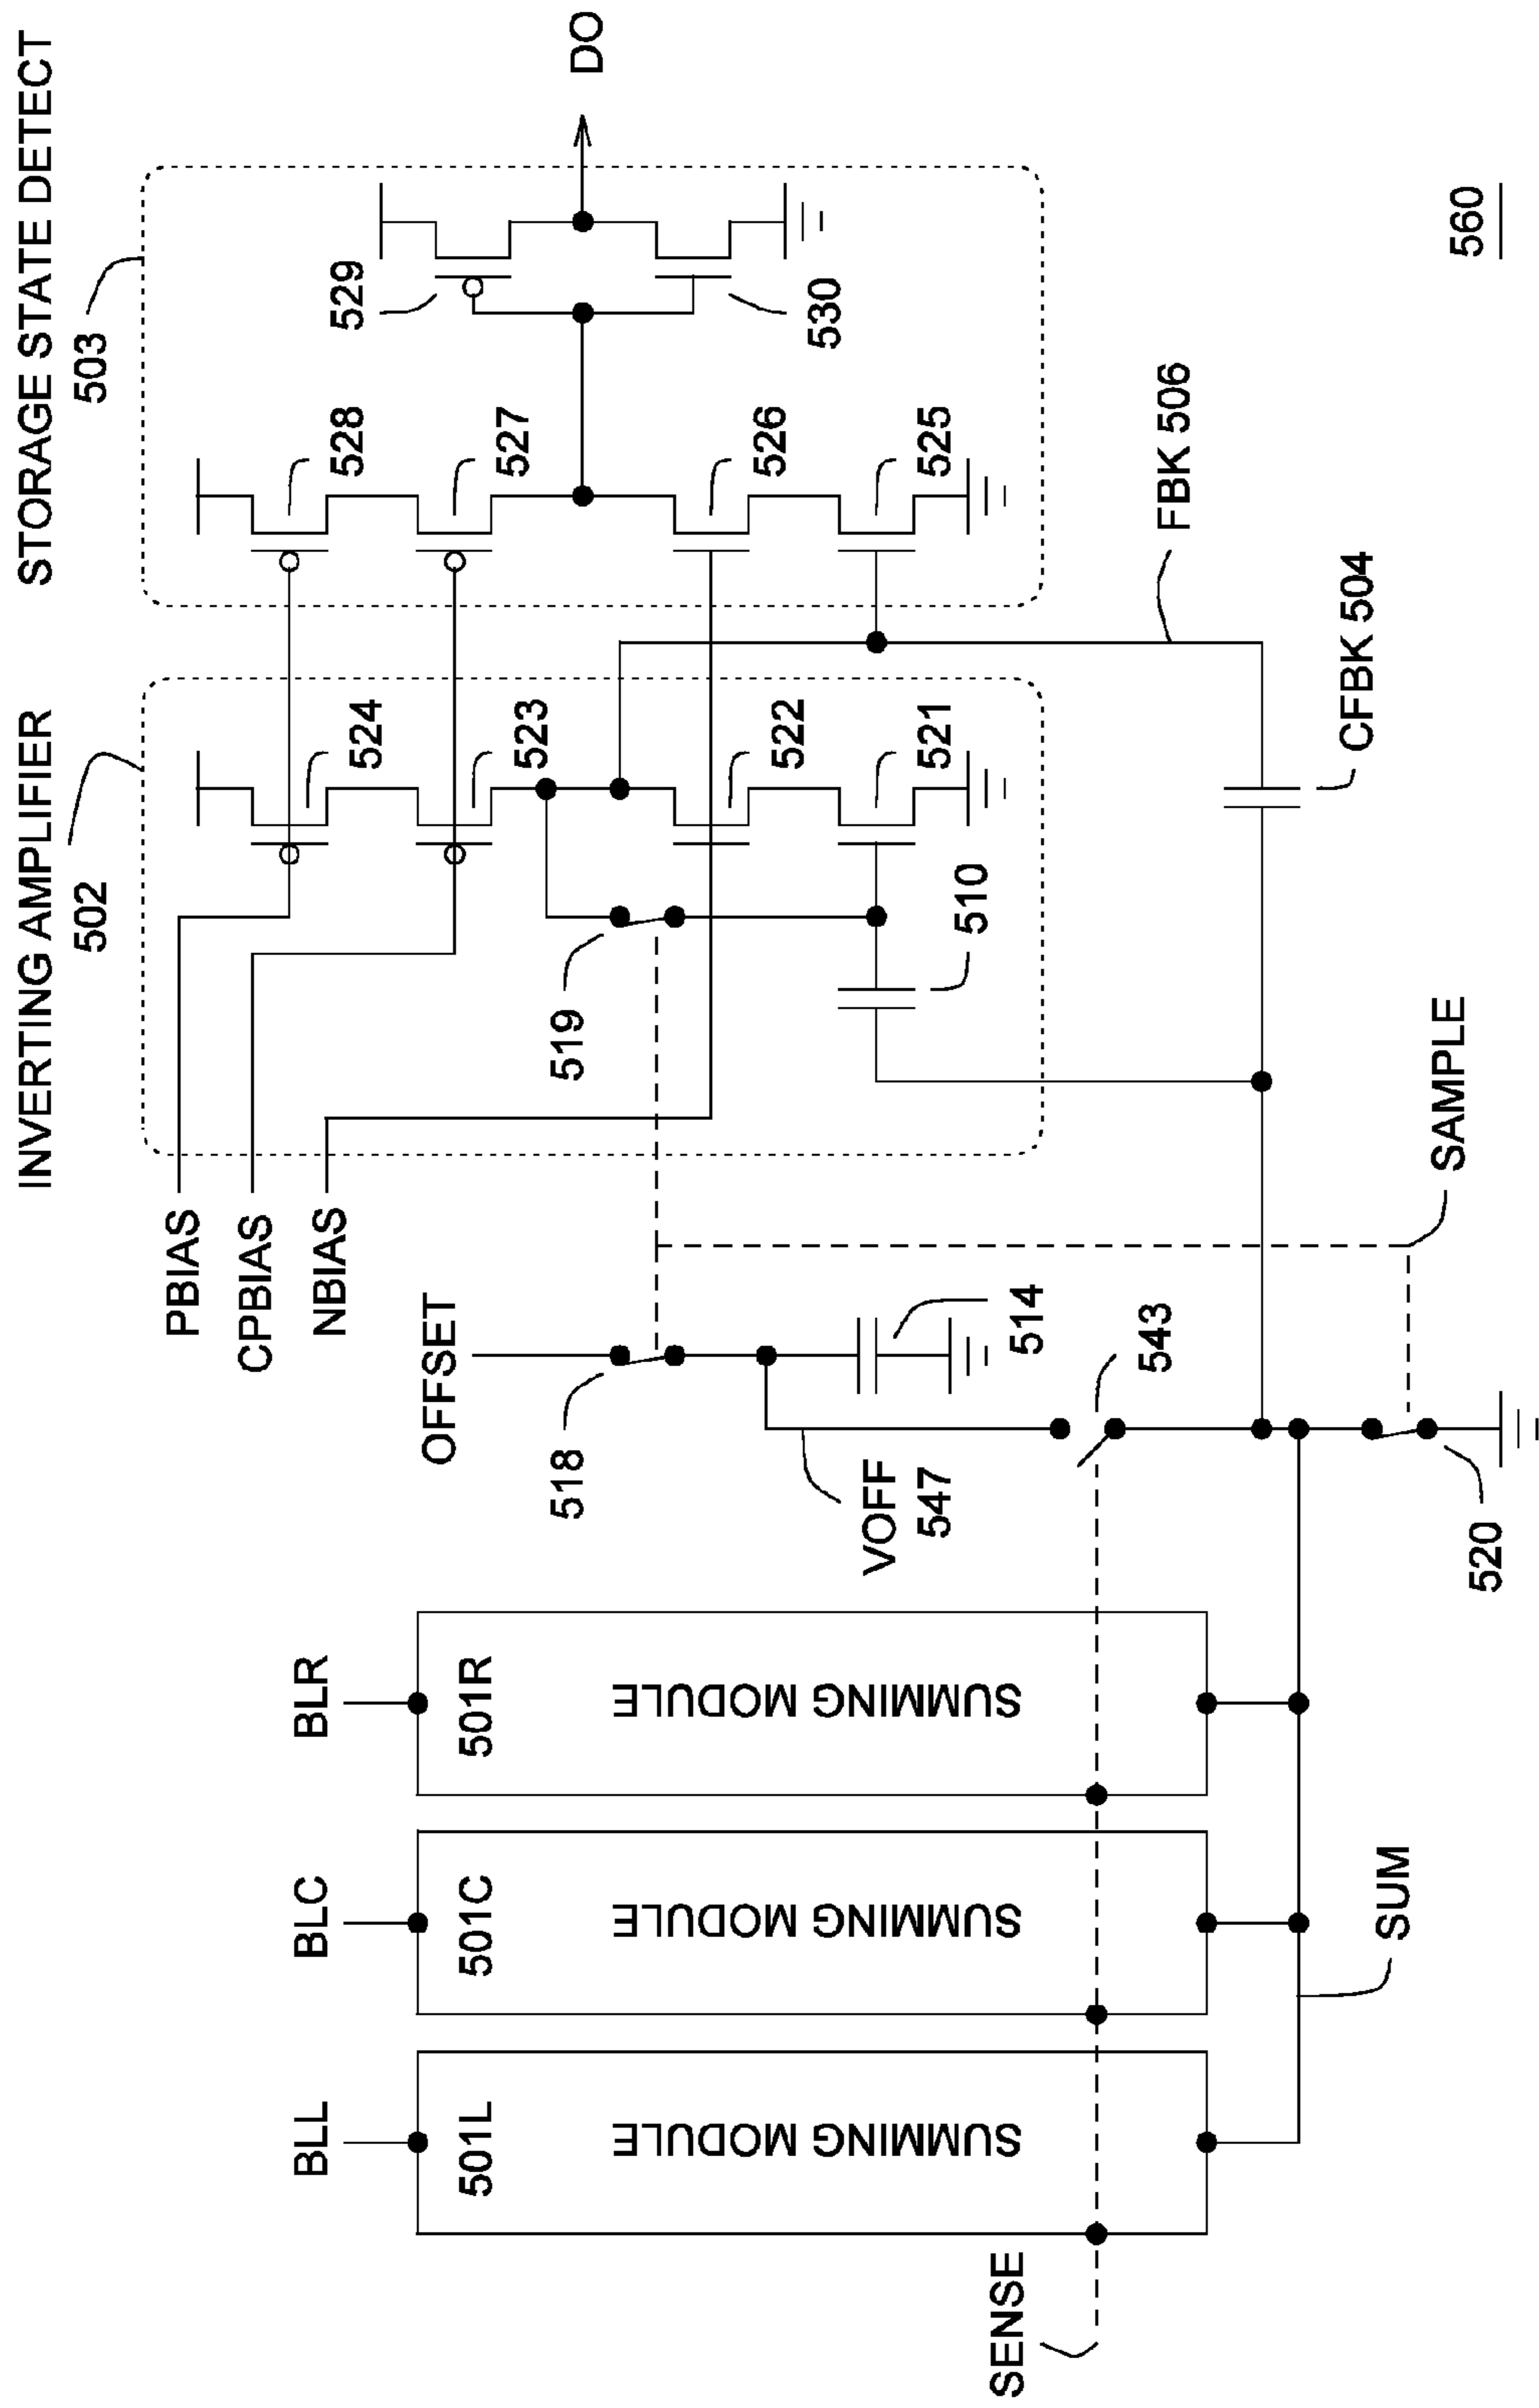 INVERTING AMPLIFIER
502
STORAGE STATE DETECT
503
PBIAS
CPBIAS
NBIAS
524
523
522
521
519
510
528
527
526
525
529
530
DO
OFFSET
518
514
VOFF
547
543
520
SAMPLE
FBK 506
CFBK 504
BLL
501L
SUMMING MODULE
BLC
501C
SUMMING MODULE
BLR
501R
SUMMING MODULE
SENSE
SUM
560